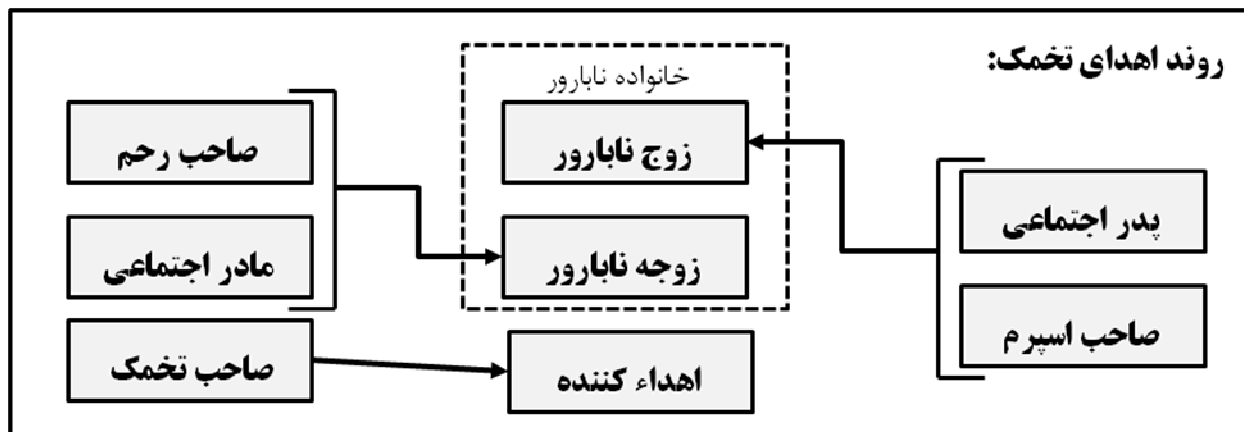 روند اهدای تخمک:
خانواده نابارور
صاحب رحم
زوج نابارور
پدر اجتماعی
مادر اجتماعی
زوجه نابارور
صاحب اسپرم
صاحب تخمک
اهداء کننده